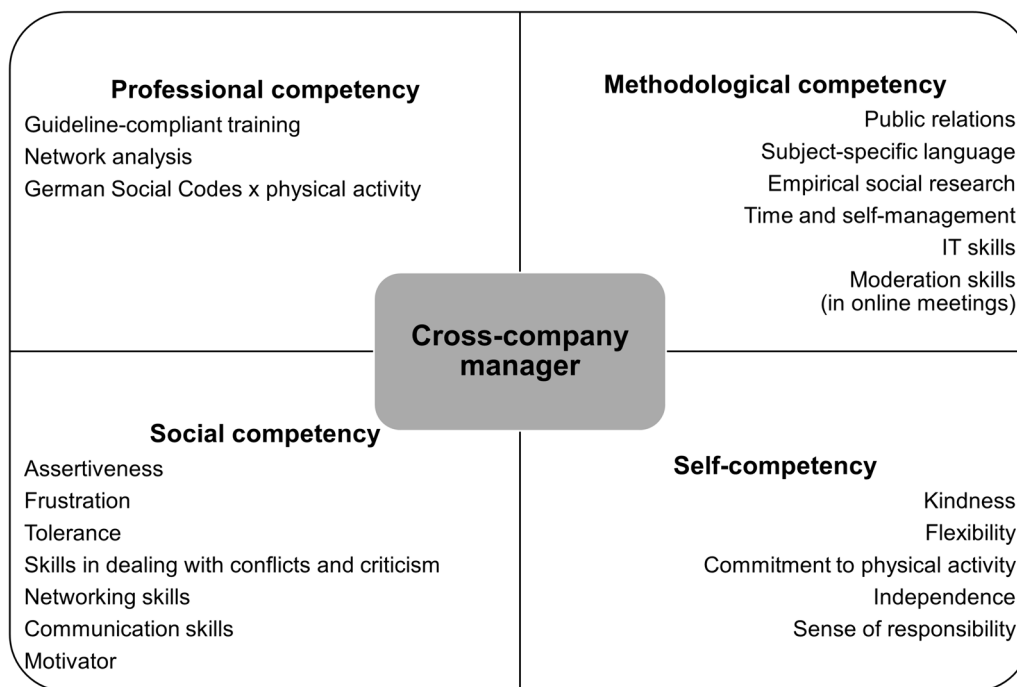 Professional competency
Guideline-compliant training
Network analysis
German Social Codes x physical activity
Methodological competency
Public relations
Subject-specific language
Empirical social research
Time and self-management
IT skills
Moderation skills
(in online meetings)
Cross-company
manager
Social competency
Assertiveness
Frustration
Tolerance
Skills in dealing with conflicts and criticism
Networking skills
Communication skills
Motivator
Self-competency
Kindness
Flexibility
Commitment to physical activity
Independence
Sense of responsibility